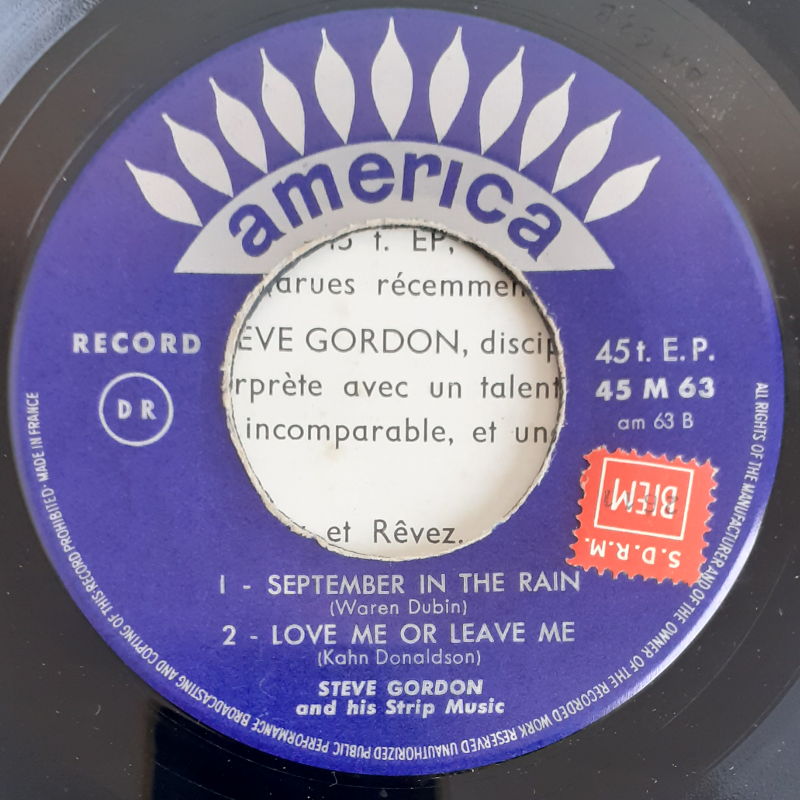 america
45 t. EP,
arues récemmen
EVE GORDON, discip
rprète avec un talent
incomparable, et un
et Rêvez.
RECORD
DR
45 t. E.P.
45 M 63
am 63 B
S.D.R.M.
BIEM
1 - SEPTEMBER IN THE RAIN
(Waren Dubin)
2 - LOVE ME OR LEAVE ME
(Kahn Donaldson)
STEVE GORDON
and his Strip Music
ALL RIGHTS OF THE MANUFACTURER AND OF THE OWNER OF THE RECORDED WORK RESERVED UNAUTHORIZED PUBLIC PERFORMANCE BROADCASTING AND COPYING OF THIS RECORD PROHIBITED - MADE IN FRANCE